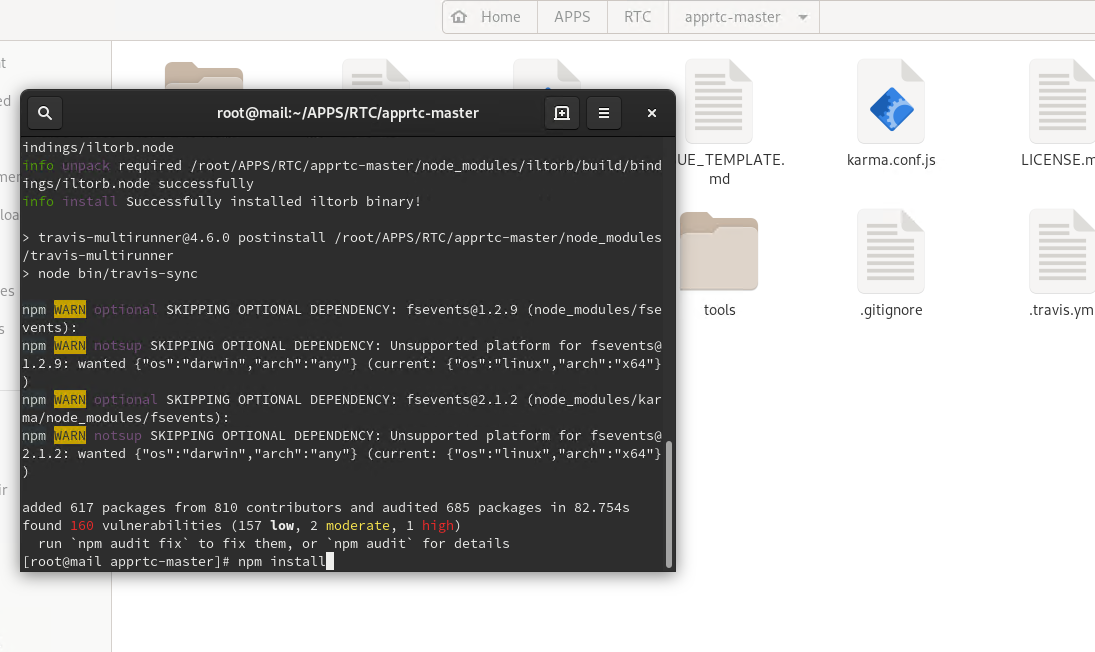 Home APPS RTC apprtc-master
root@mail:~/APPS/RTC/apprtc-master
indings/iltorb.node
info unpack required /root/APPS/RTC/apprtc-master/node_modules/iltorb/build/bind
ings/iltorb.node successfully
info install Successfully installed iltorb binary!
> travis-multirunner@4.6.0 postinstall /root/APPS/RTC/apprtc-master/node_modules
/travis-multirunner
> node bin/travis-sync
npm WARN optional SKIPPING OPTIONAL DEPENDENCY: fsevents@1.2.9 (node_modules/fse
vents):
npm WARN notsup SKIPPING OPTIONAL DEPENDENCY: Unsupported platform for fsevents@
1.2.9: wanted {"os":"darwin","arch":"any"} (current: {"os":"linux","arch":"x64"}
)
npm WARN optional SKIPPING OPTIONAL DEPENDENCY: fsevents@2.1.2 (node_modules/kar
ma/node_modules/fsevents):
npm WARN notsup SKIPPING OPTIONAL DEPENDENCY: Unsupported platform for fsevents@
2.1.2: wanted {"os":"darwin","arch":"any"} (current: {"os":"linux","arch":"x64"}
)
added 617 packages from 810 contributors and audited 685 packages in 82.754s
found 160 vulnerabilities (157 low, 2 moderate, 1 high)
run `npm audit fix` to fix them, or `npm audit` for details
[root@mail apprtc-master]# npm install
UE_TEMPLATE.
md
karma.conf.js
LICENSE.m
tools
.gitignore
.travis.ym